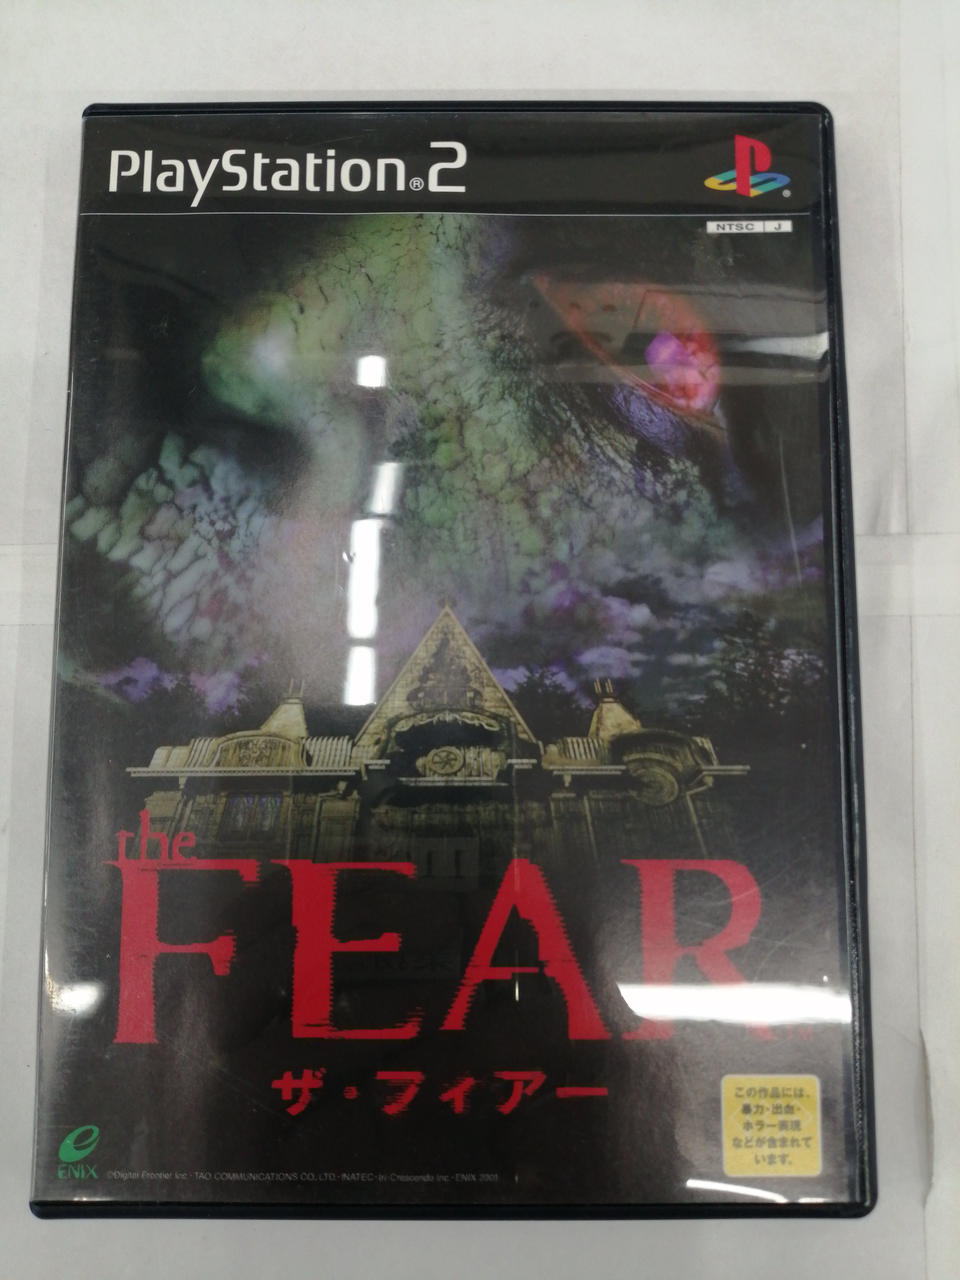 PlayStation®2
NTSC J
the
FEAR
ザ・フィアー
この作品には、
暴力・出血・
ホラー表現
などが含まれて
います。
ENIX
©Digital Frontier Inc・TAO COMMUNICATIONS CO.,LTD.・INATEC・tri-Crescendo Inc.・ENIX 2001